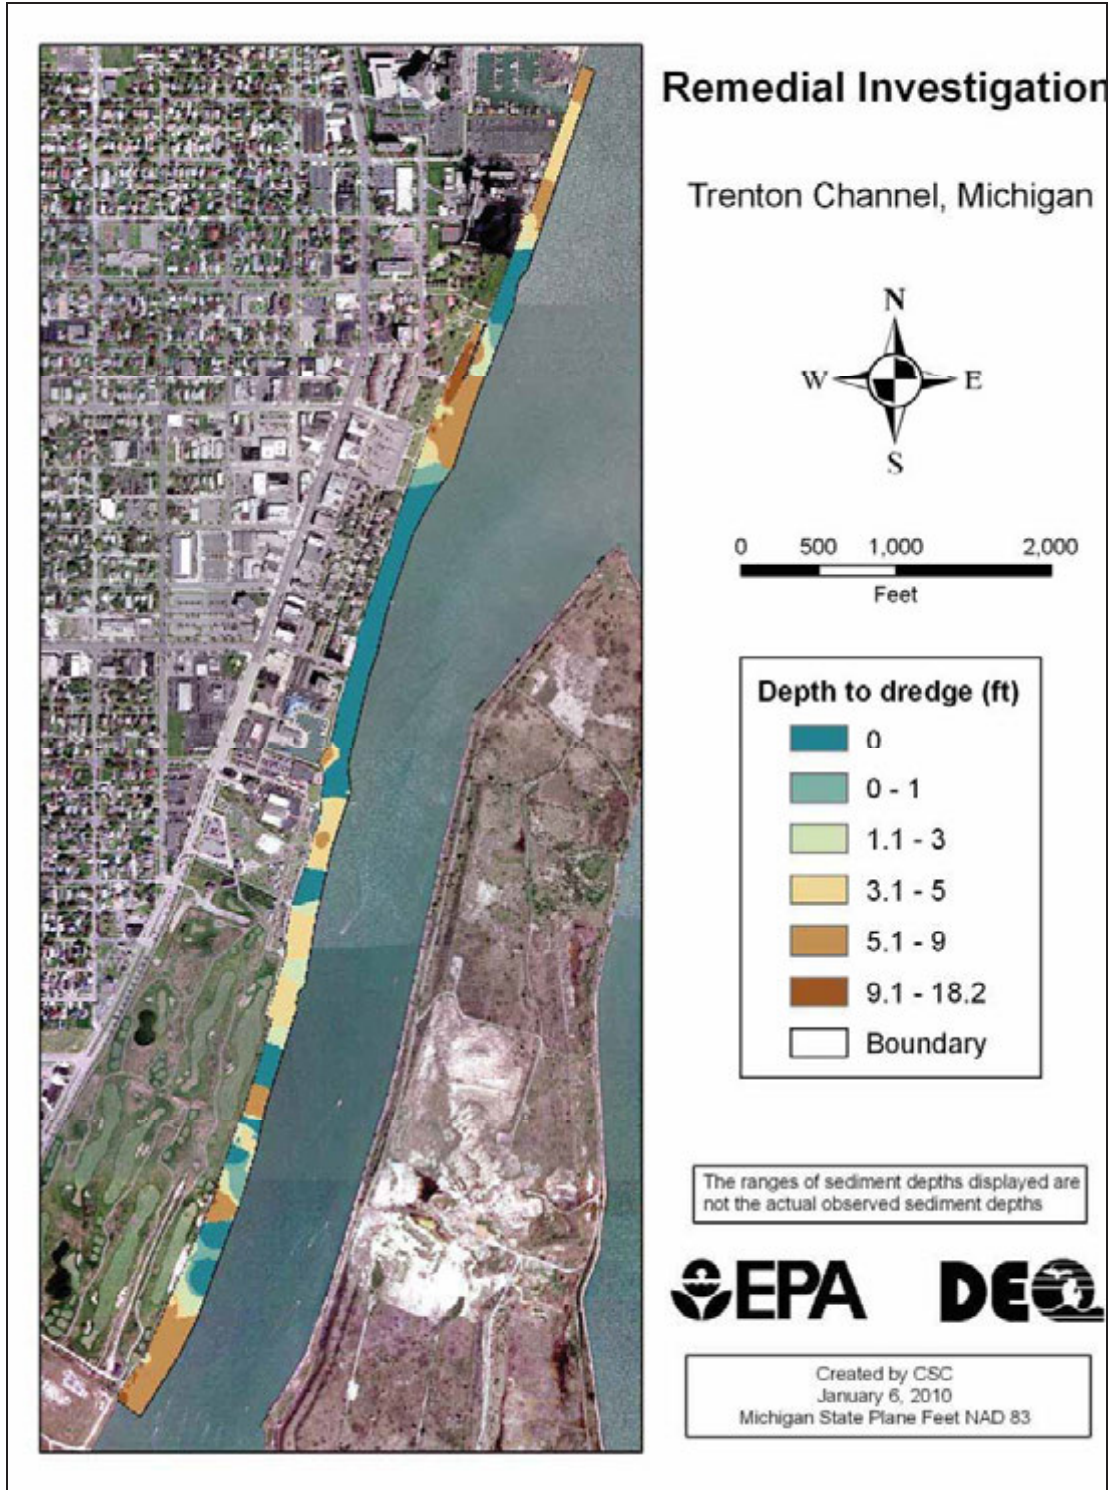 Remedial Investigation
Trenton Channel, Michigan
N
W E
S
0 500 1,000 2,000
Feet
Depth to dredge (ft)
0
0 - 1
1.1 - 3
3.1 - 5
5.1 - 9
9.1 - 18.2
Boundary
The ranges of sediment depths displayed are
not the actual observed sediment depths
EPA DEQ
Created by CSC
January 6, 2010
Michigan State Plane Feet NAD 83